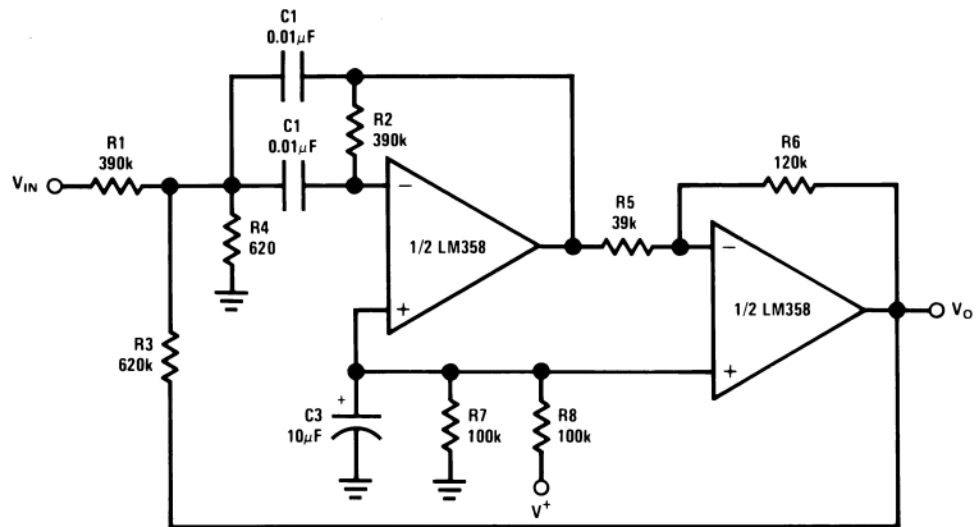 C1
0.01μF
C1
0.01μF
R2
390k
R1
390k
R6
120k
VIN
R5
39k
R4
620
−
1/2 LM358
+
−
1/2 LM358
+
VO
R3
620k
+
C3
10μF
R7
100k
R8
100k
V+